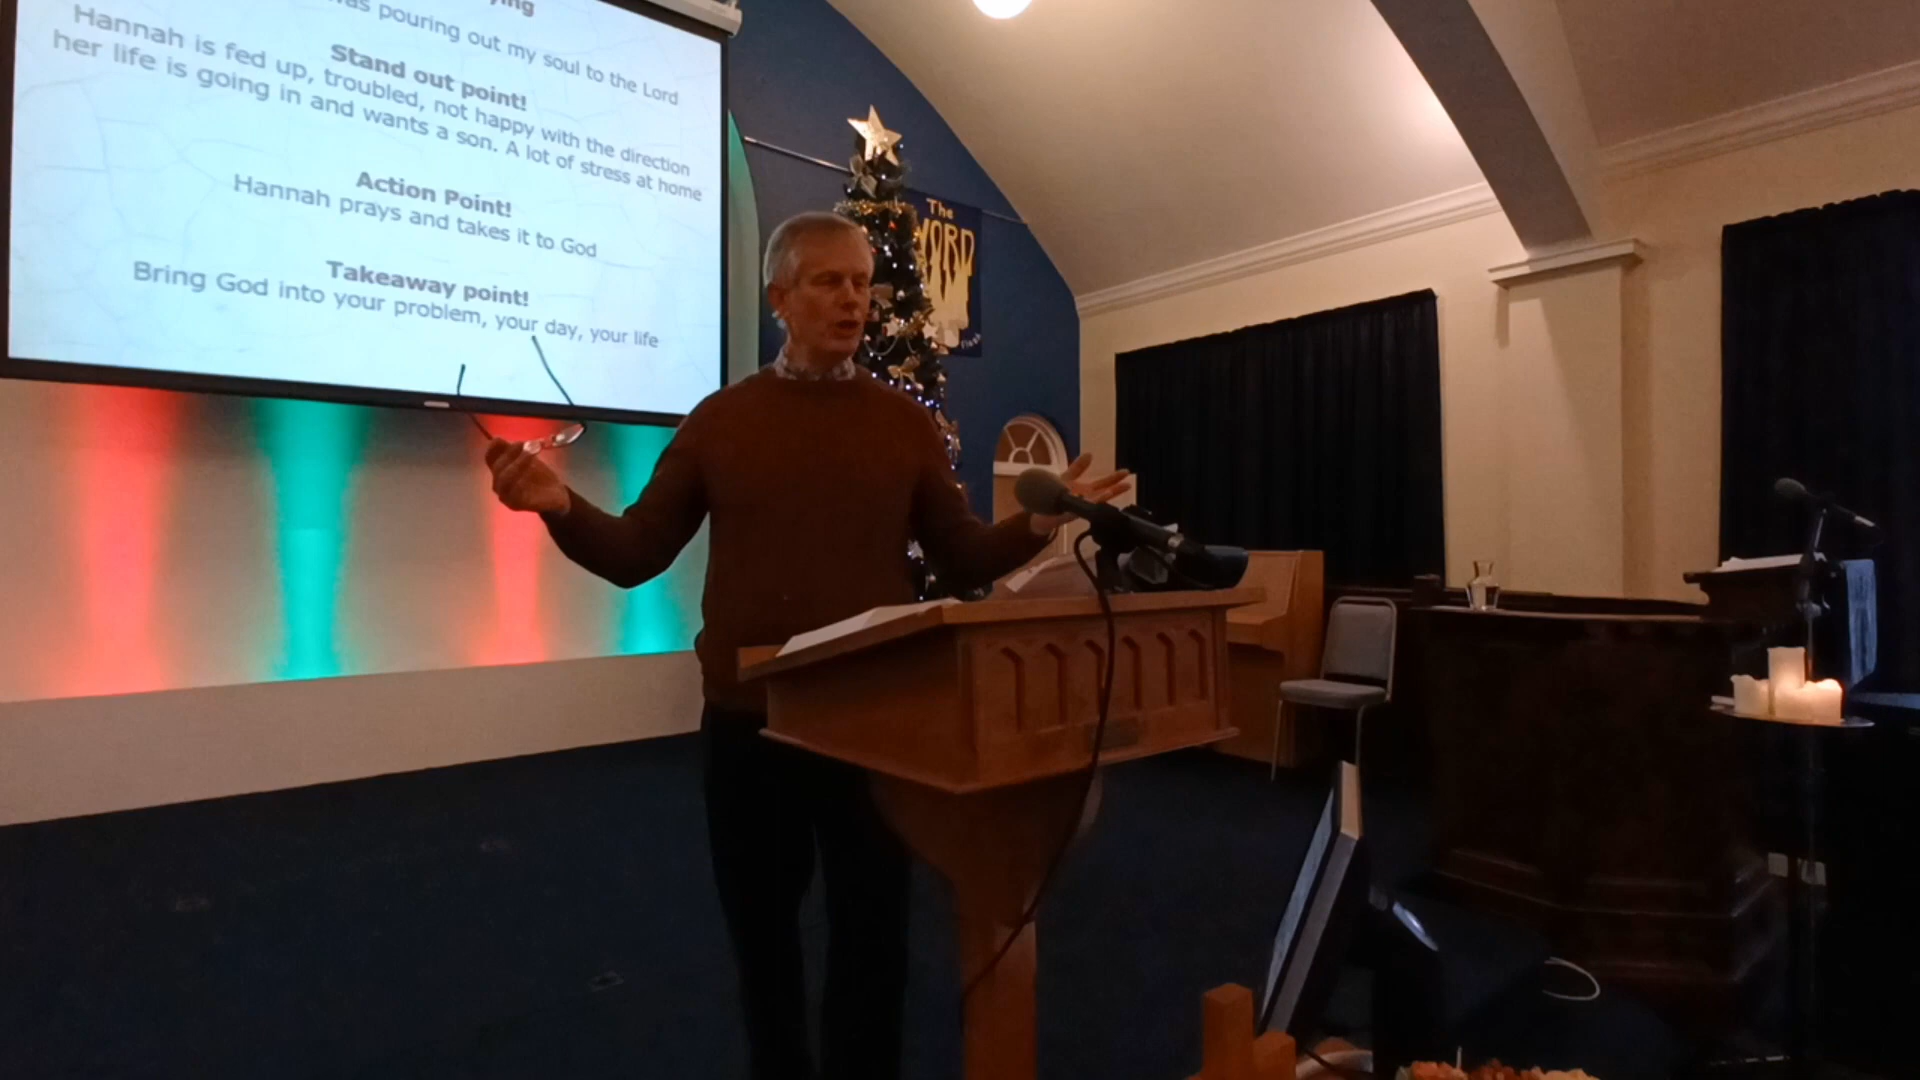 was pouring out my soul to the Lord
Stand out point!
Hannah is fed up, troubled, not happy with the direction
her life is going in and wants a son. A lot of stress at home
Action Point!
Hannah prays and takes it to God
Takeaway point!
Bring God into your problem, your day, your life
The
WORD